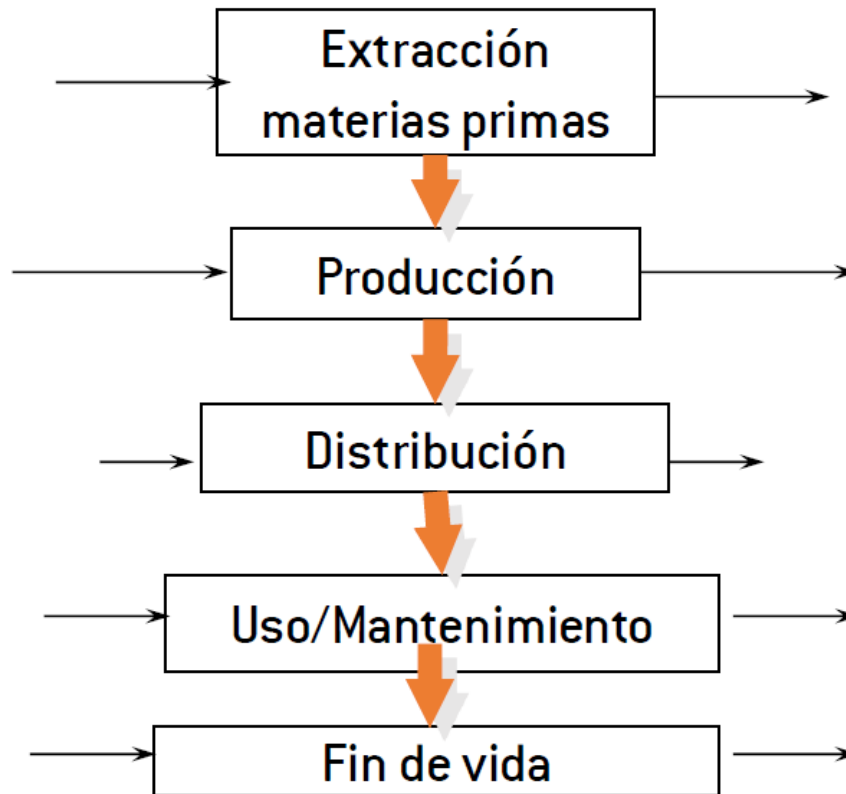 Extracción
materias primas
Producción
Distribución
Uso/Mantenimiento
Fin de vida